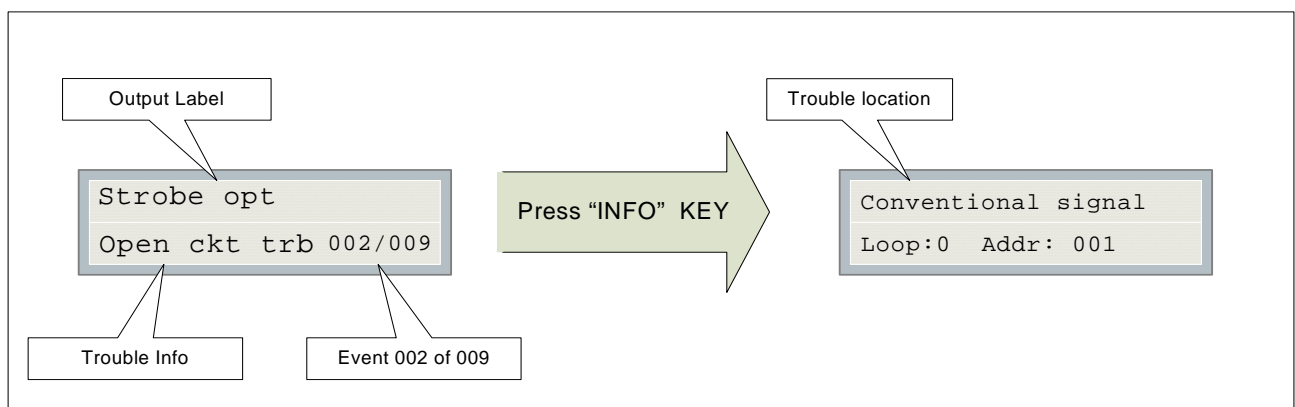 Output Label
Trouble location
Strobe opt
Open ckt trb 002/009
Press “INFO” KEY
Conventional signal
Loop:0 Addr: 001
Trouble Info
Event 002 of 009